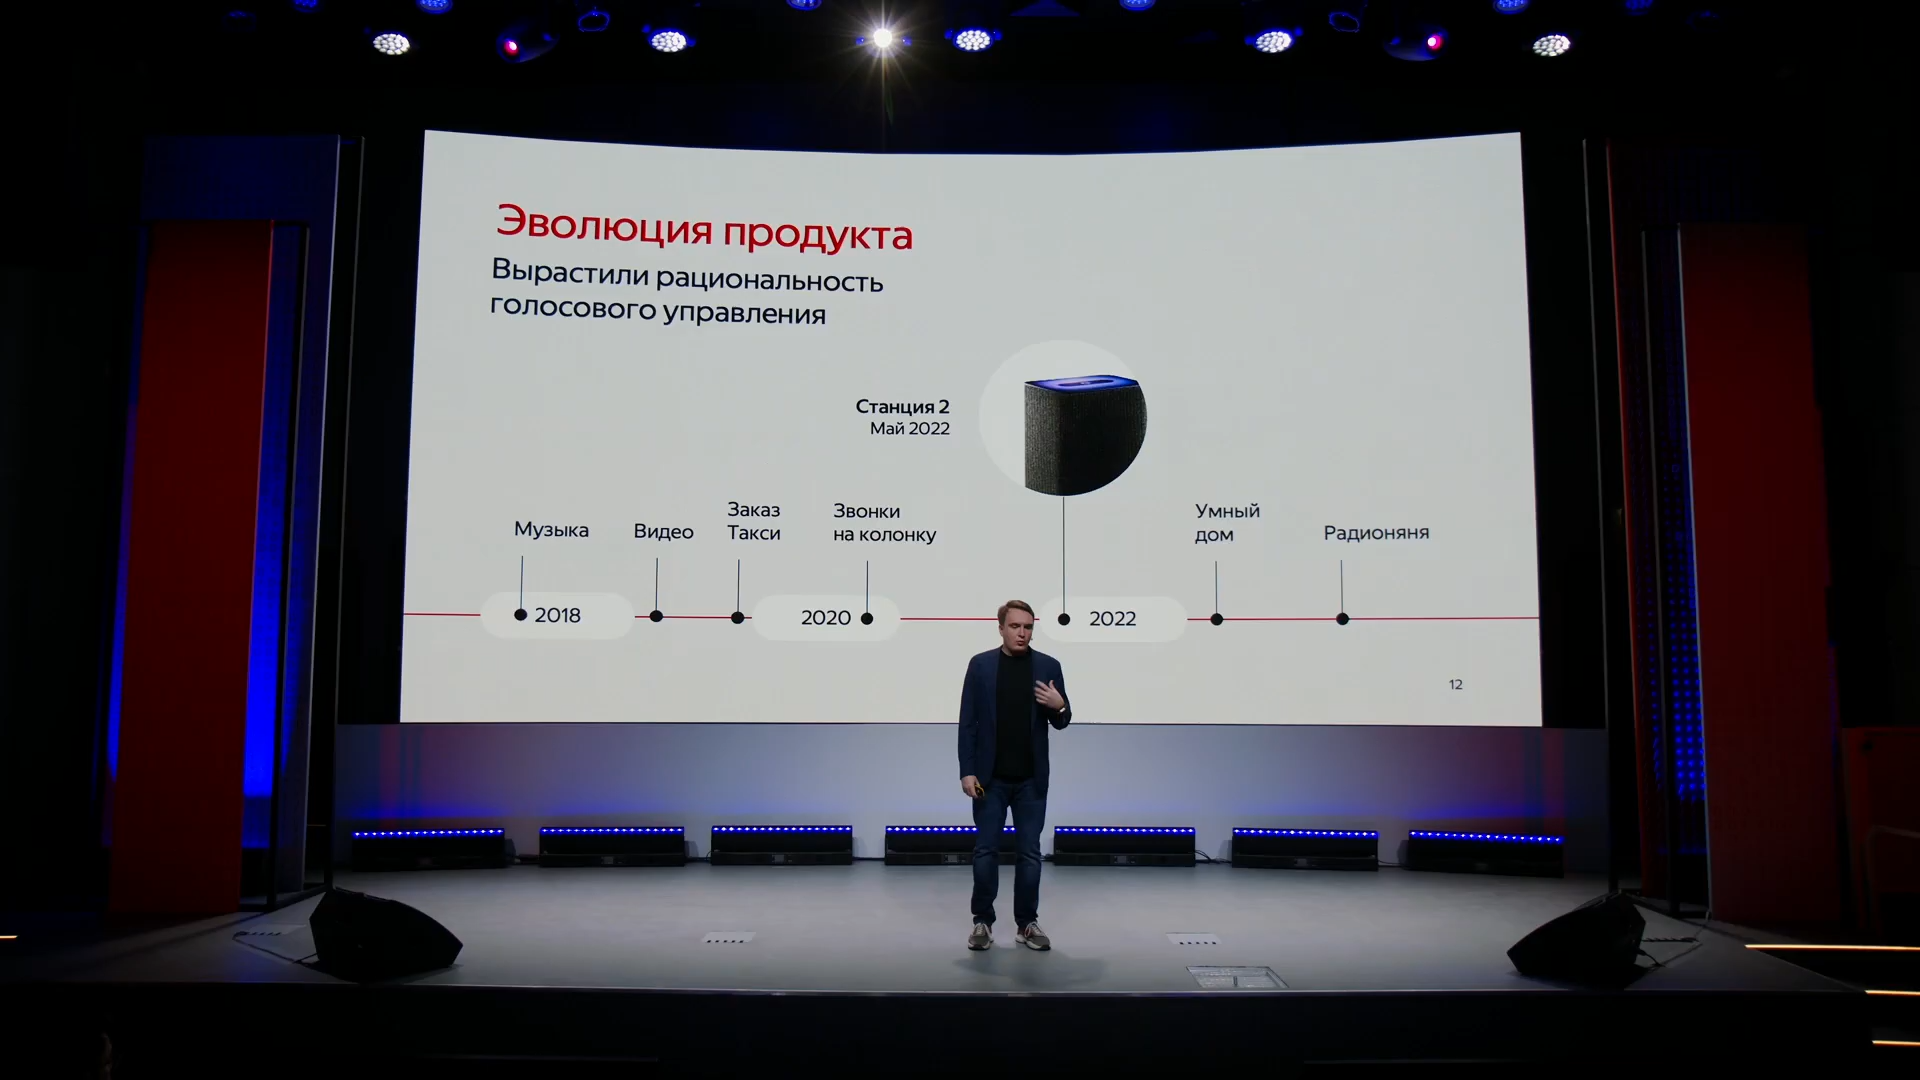 Эволюция продукта
Вырастили рациональность
голосового управления
Станция 2
Май 2022
Музыка
Видео
Заказ
Такси
Звонки
на колонку
Умный
дом
Радионяня
2018
2020
2022
12